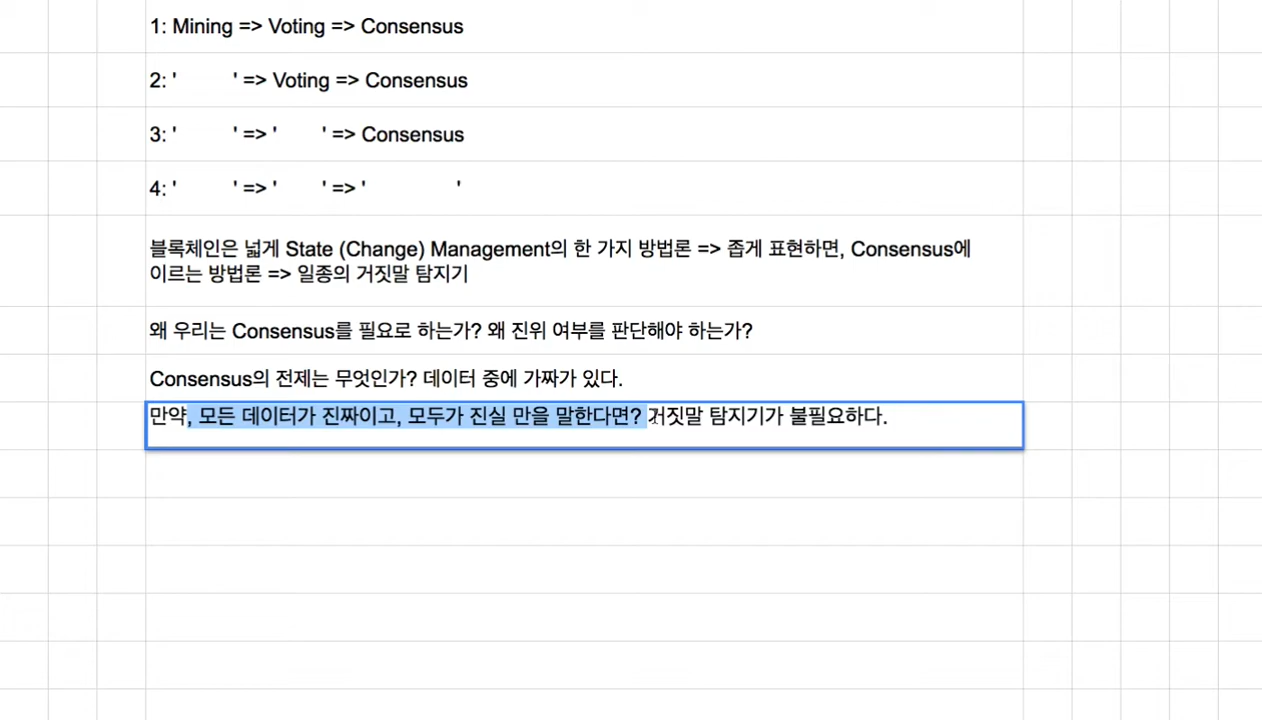 1: Mining => Voting => Consensus
2: '          ' => Voting => Consensus
3: '          ' => '        ' => Consensus
4: '          ' => '        ' => '                '
블록체인은 넓게 State (Change) Management의 한 가지 방법론 => 좁게 표현하면, Consensus에
이르는 방법론 => 일종의 거짓말 탐지기
왜 우리는 Consensus를 필요로 하는가? 왜 진위 여부를 판단해야 하는가?
Consensus의 전제는 무엇인가? 데이터 중에 가짜가 있다.
만약, 모든 데이터가 진짜이고, 모두가 진실 만을 말한다면? 거짓말 탐지기가 불필요하다.